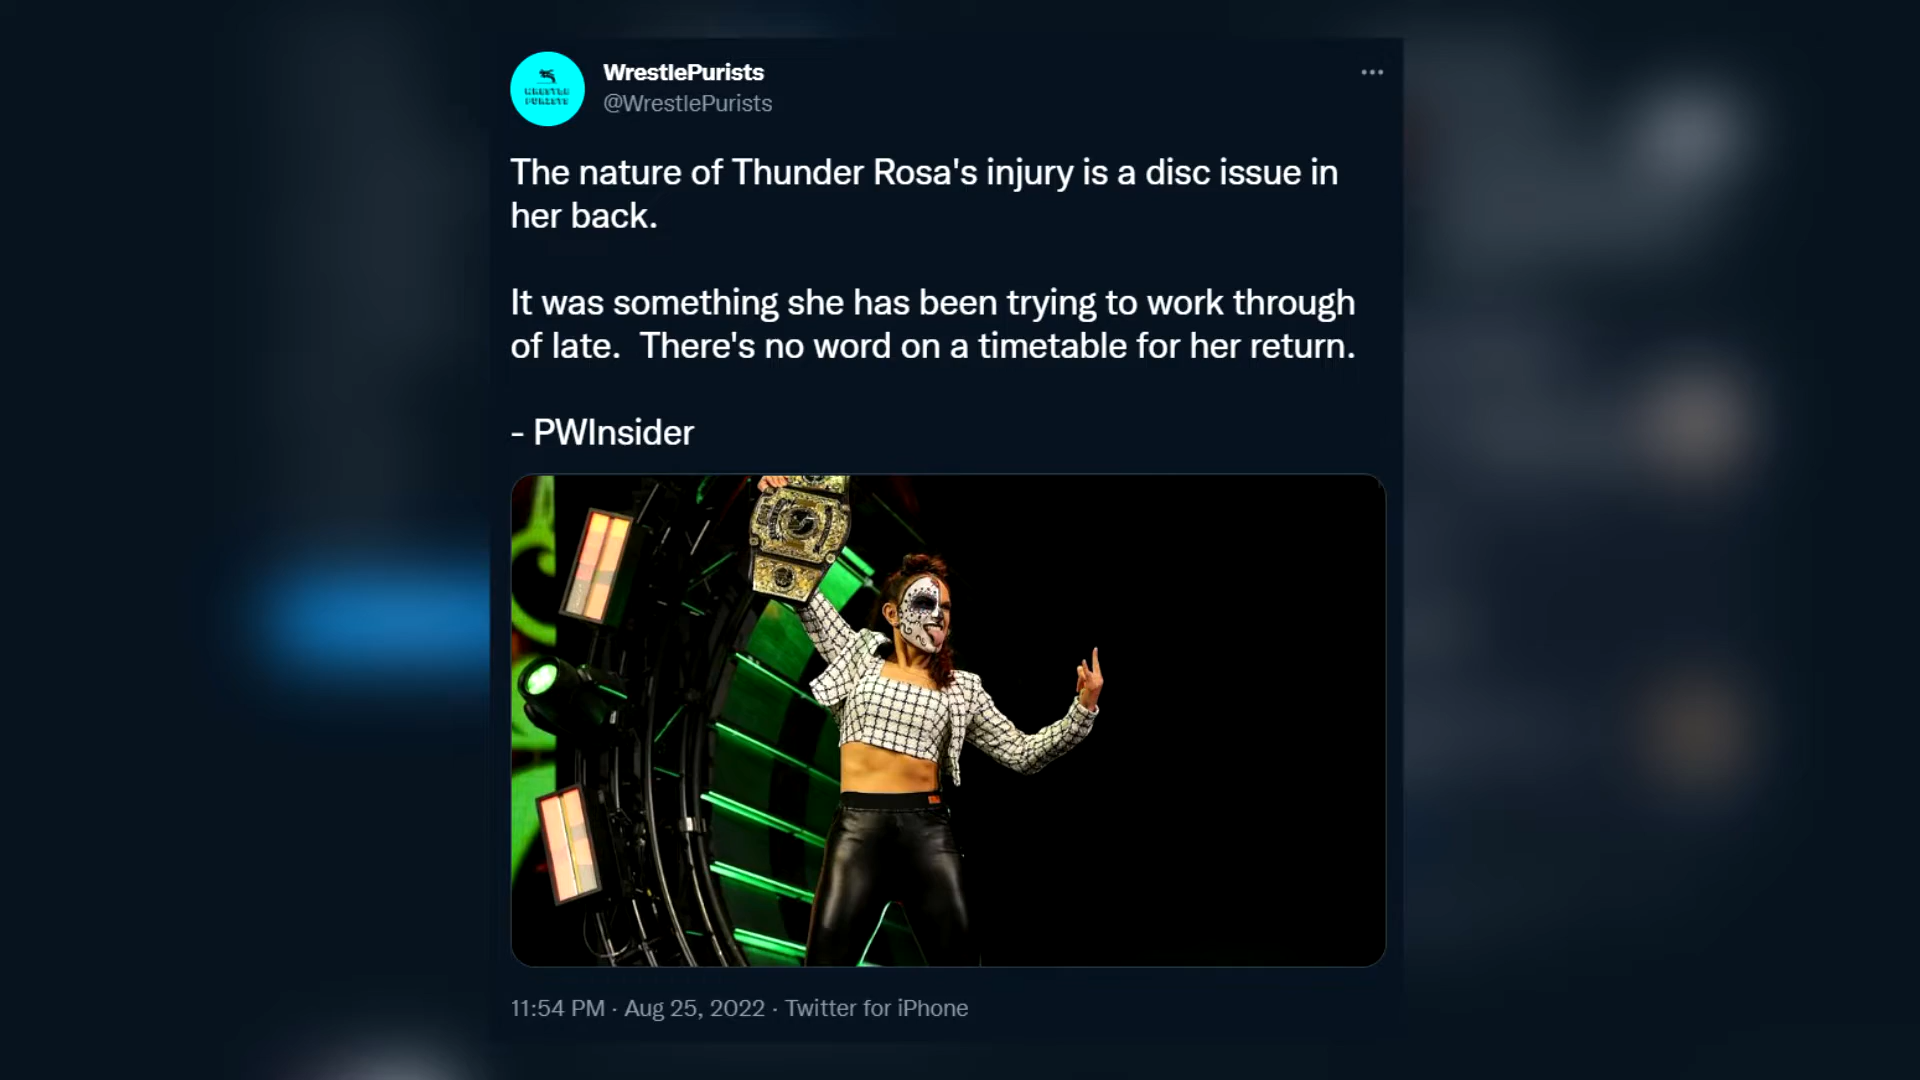 WrestlePurists
@WrestlePurists
WRESTLE
PURISTS
The nature of Thunder Rosa's injury is a disc issue in
her back.
It was something she has been trying to work through
of late.  There's no word on a timetable for her return.
- PWInsider
11:54 PM · Aug 25, 2022 · Twitter for iPhone